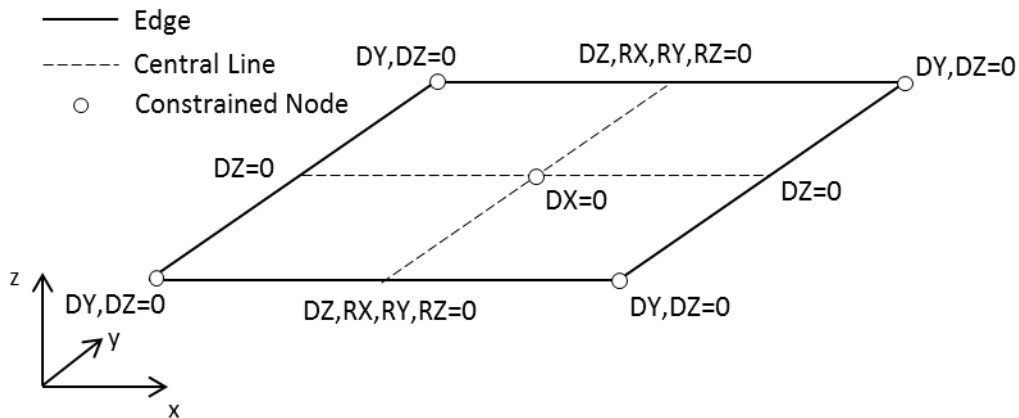 Edge
Central Line
Constrained Node
DY,DZ=0
DZ,RX,RY,RZ=0
DY,DZ=0
DZ=0
DX=0
DZ=0
z
DY,DZ=0
DZ,RX,RY,RZ=0
DY,DZ=0
y
x